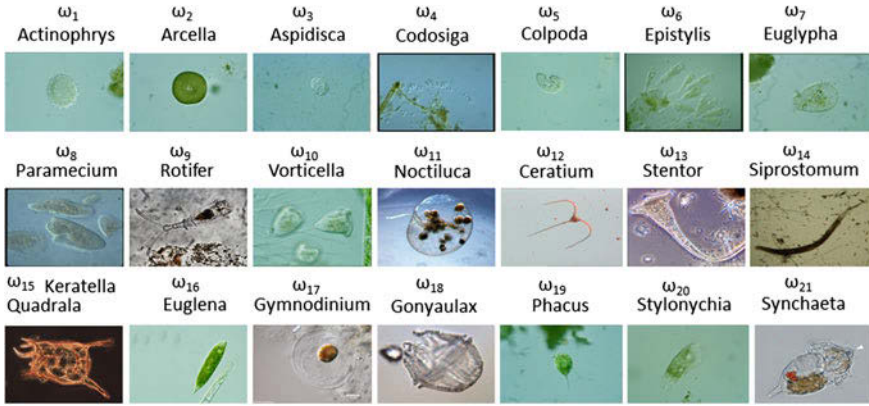 ω1 ω2 ω3 ω4 ω5 ω6 ω7
Actinophrys Arcella Aspidisca Codosiga Colpoda Epistylis Euglypha
ω8 ω9 ω10 ω11 ω12 ω13 ω14
Paramecium Rotifer Vorticella Noctiluca Ceratium Stentor Siprostomum
ω15 Keratella ω16 ω17 ω18 ω19 ω20 ω21
Quadrala Euglena Gymnodinium Gonyaulax Phacus Stylonychia Synchaeta